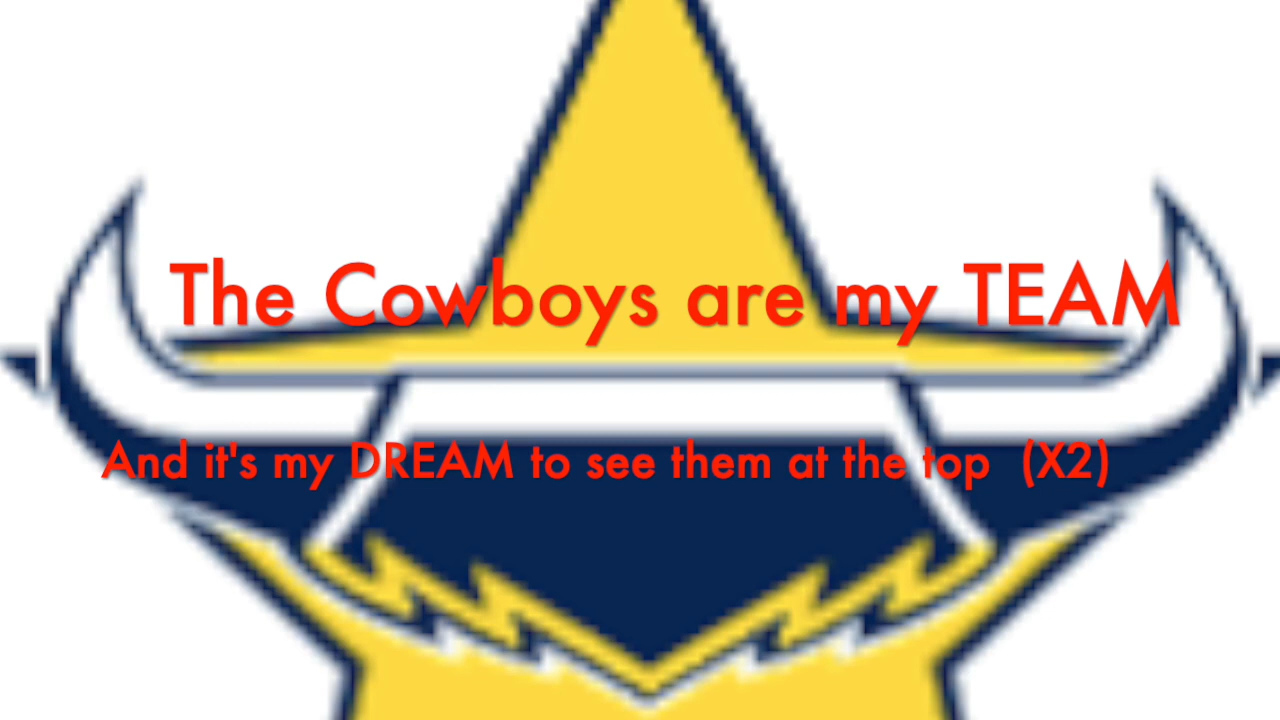 The Cowboys are my TEAM
And it's my DREAM to see them at the top  (X2)